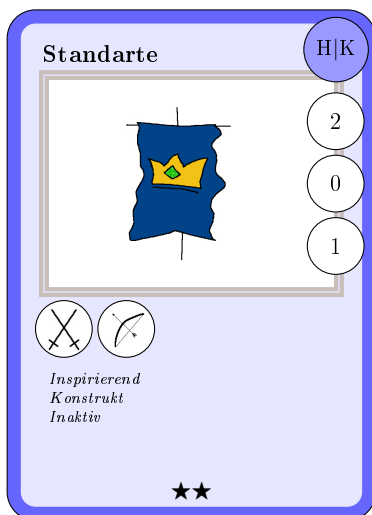 Standarte
H|K
2
0
1
Inspirierend
Konstrukt
Inaktiv
★★